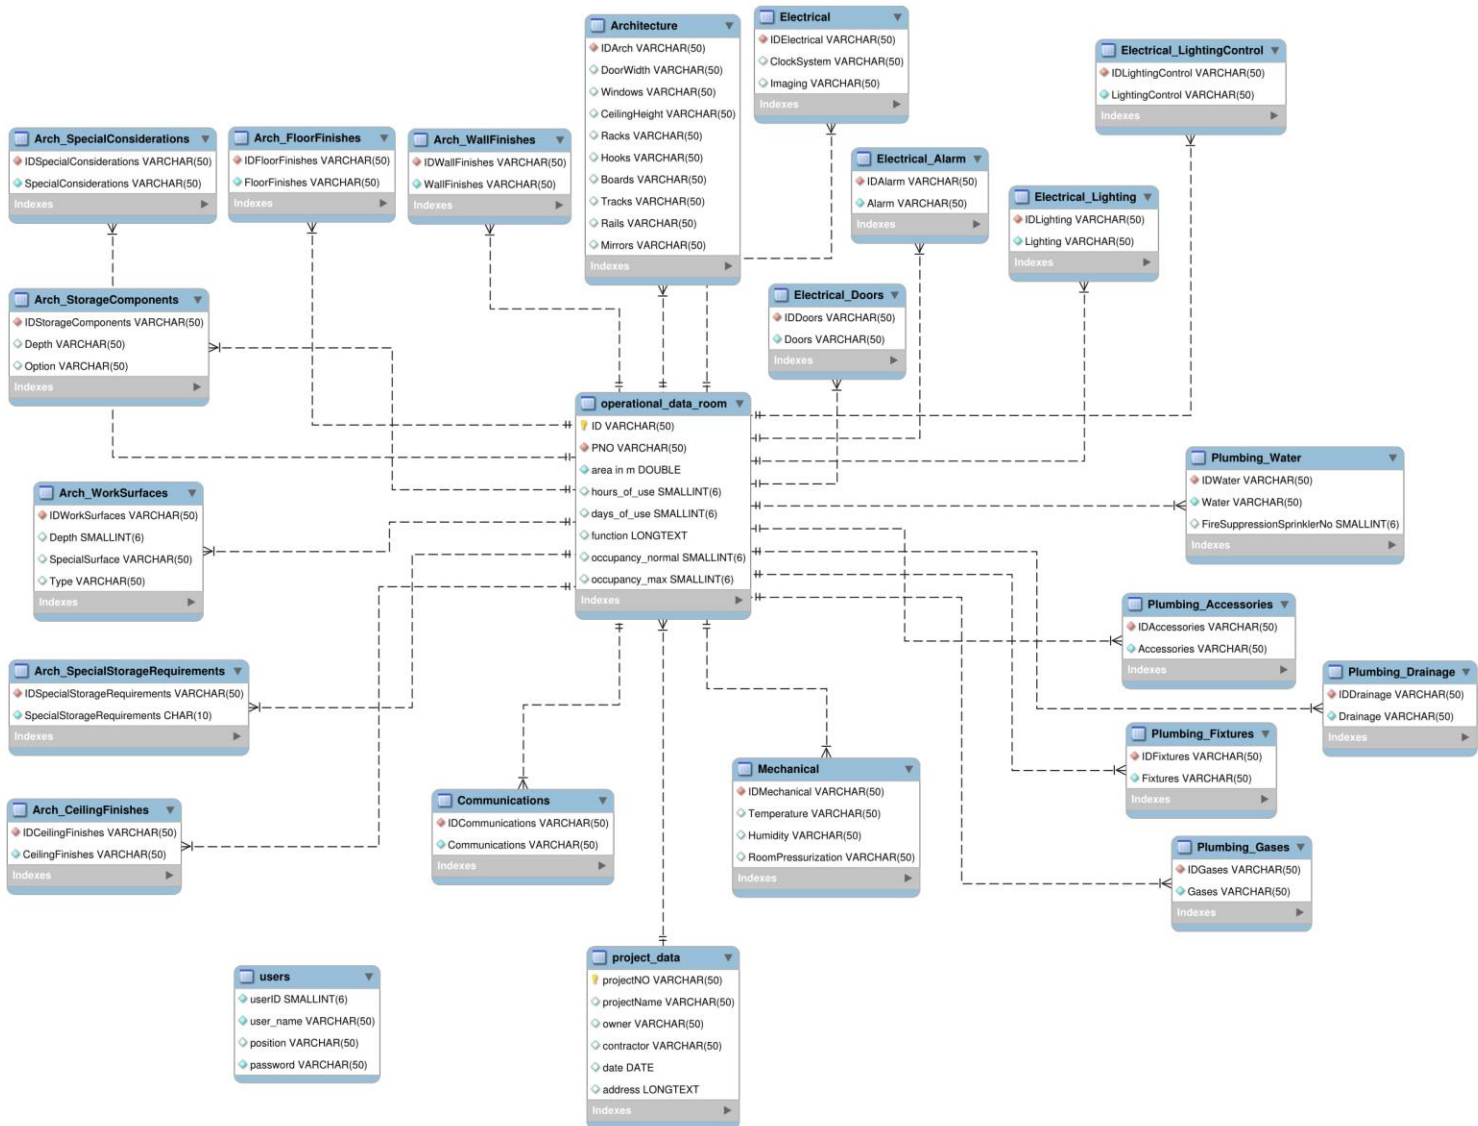 Architecture
IDArch VARCHAR(50)
DoorWidth VARCHAR(50)
Windows VARCHAR(50)
CeilingHeight VARCHAR(50)
Racks VARCHAR(50)
Hooks VARCHAR(50)
Boards VARCHAR(50)
Tracks VARCHAR(50)
Rails VARCHAR(50)
Mirrors VARCHAR(50)
Indexes
Electrical
IDElectrical VARCHAR(50)
ClockSystem VARCHAR(50)
Imaging VARCHAR(50)
Indexes
Electrical_LightingControl
IDLightingControl VARCHAR(50)
LightingControl VARCHAR(50)
Indexes
Arch_SpecialConsiderations
IDSpecialConsiderations VARCHAR(50)
SpecialConsiderations VARCHAR(50)
Indexes
Arch_FloorFinishes
IDFloorFinishes VARCHAR(50)
FloorFinishes VARCHAR(50)
Indexes
Arch_WallFinishes
IDWallFinishes VARCHAR(50)
WallFinishes VARCHAR(50)
Indexes
Electrical_Alarm
IDAlarm VARCHAR(50)
Alarm VARCHAR(50)
Indexes
Electrical_Lighting
IDLighting VARCHAR(50)
Lighting VARCHAR(50)
Indexes
Arch_StorageComponents
IDStorageComponents VARCHAR(50)
Depth VARCHAR(50)
Option VARCHAR(50)
Indexes
Electrical_Doors
IDDoors VARCHAR(50)
Doors VARCHAR(50)
Indexes
operational_data_room
ID VARCHAR(50)
PNO VARCHAR(50)
area in m DOUBLE
hours_of_use SMALLINT(6)
days_of_use SMALLINT(6)
function LONGTEXT
occupancy_normal SMALLINT(6)
occupancy_max SMALLINT(6)
Indexes
Plumbing_Water
IDWater VARCHAR(50)
Water VARCHAR(50)
FireSuppressionSprinklerNo SMALLINT(6)
Indexes
Arch_WorkSurfaces
IDWorkSurfaces VARCHAR(50)
Depth SMALLINT(6)
SpecialSurface VARCHAR(50)
Type VARCHAR(50)
Indexes
Plumbing_Accessories
IDAccessories VARCHAR(50)
Accessories VARCHAR(50)
Indexes
Arch_SpecialStorageRequirements
IDSpecialStorageRequirements VARCHAR(50)
SpecialStorageRequirements CHAR(10)
Indexes
Plumbing_Drainage
IDDrainage VARCHAR(50)
Drainage VARCHAR(50)
Indexes
Plumbing_Fixtures
IDFixtures VARCHAR(50)
Fixtures VARCHAR(50)
Indexes
Mechanical
IDMechanical VARCHAR(50)
Temperature VARCHAR(50)
Humidity VARCHAR(50)
RoomPressurization VARCHAR(50)
Indexes
Communications
IDCommunications VARCHAR(50)
Communications VARCHAR(50)
Indexes
Arch_CeilingFinishes
IDCeilingFinishes VARCHAR(50)
CeilingFinishes VARCHAR(50)
Indexes
Plumbing_Gases
IDGases VARCHAR(50)
Gases VARCHAR(50)
Indexes
project_data
projectNO VARCHAR(50)
projectName VARCHAR(50)
owner VARCHAR(50)
contractor VARCHAR(50)
date DATE
address LONGTEXT
Indexes
users
userID SMALLINT(6)
user_name VARCHAR(50)
position VARCHAR(50)
password VARCHAR(50)